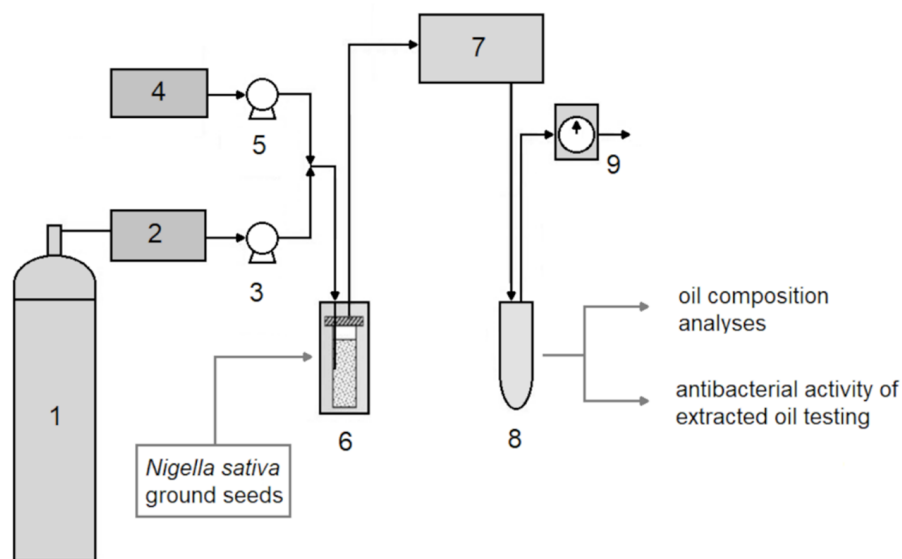 7
4
5
9
2
3
oil composition
analyses
antibacterial activity of
extracted oil testing
1
6
8
Nigella sativa
ground seeds